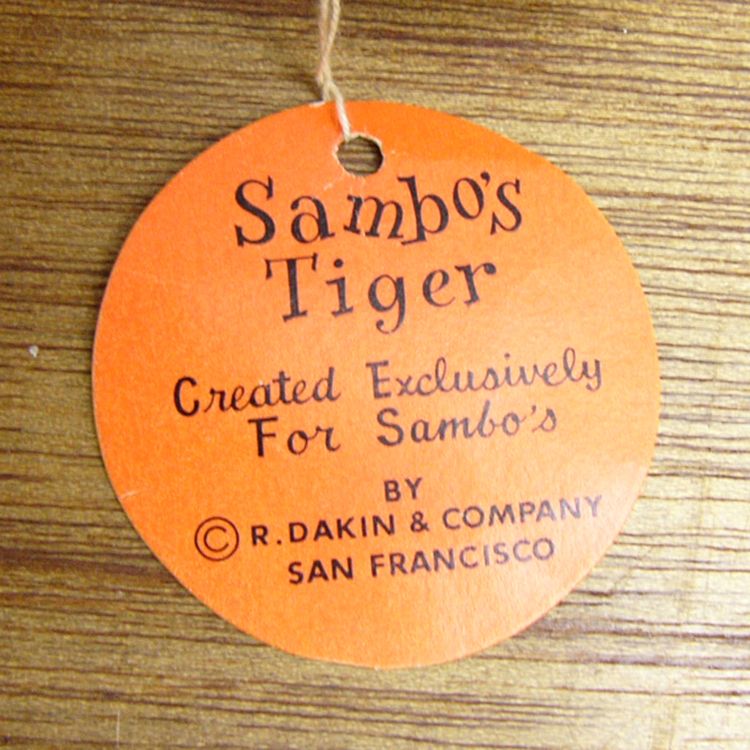 Sambo's
Tiger
Created Exclusively
For Sambo's
BY
© R. DAKIN & COMPANY
SAN FRANCISCO